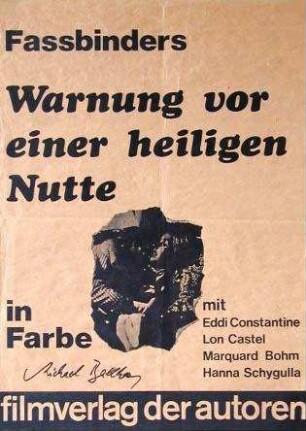 Fassbinders
Warnung vor
einer heiligen
Nutte
in
Farbe
mit
Eddi Constantine
Lon Castel
Marquard Bohm
Hanna Schygulla
filmverlag der autoren